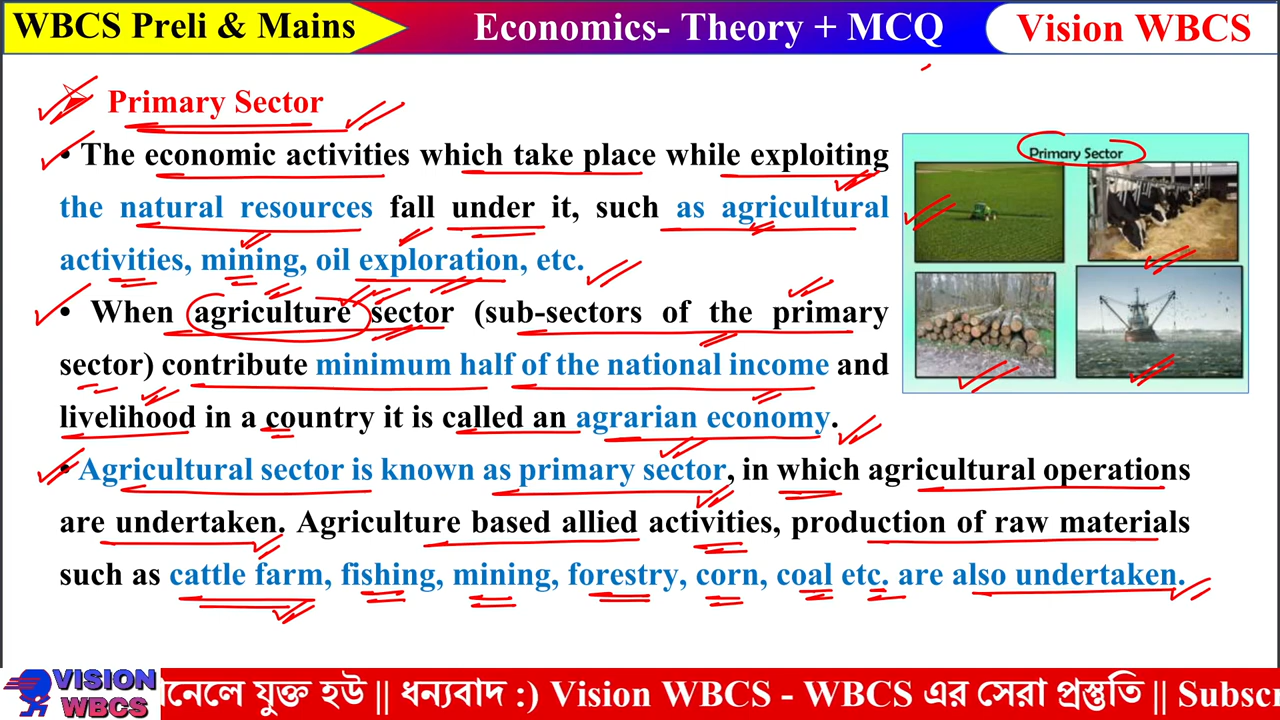 WBCS Preli & Mains
Economics- Theory + MCQ
Vision WBCS
Primary Sector
• The economic activities which take place while exploiting
the natural resources fall under it, such as agricultural
activities, mining, oil exploration, etc.
• When agriculture sector (sub-sectors of the primary
sector) contribute minimum half of the national income and
livelihood in a country it is called an agrarian economy.
• Agricultural sector is known as primary sector, in which agricultural operations
are undertaken. Agriculture based allied activities, production of raw materials
such as cattle farm, fishing, mining, forestry, corn, coal etc. are also undertaken.
Primary Sector
VISION
WBCS
নেলে যুক্ত হউ || ধন্যবাদ :) Vision WBCS - WBCS এর সেরা প্রস্তুতি || Subscr